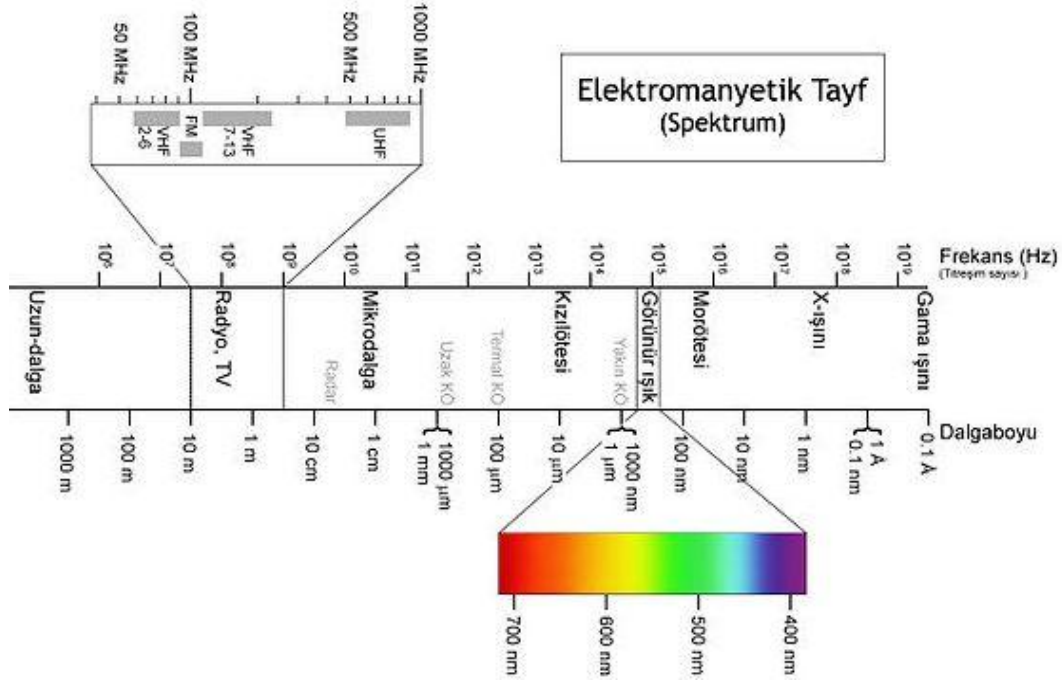 Elektromanyetik Tayf
(Spektrum)
50 MHz
100 MHz
500 MHz
1000 MHz
VHF
2-6
FM
VHF
7-13
UHF
10⁶
10⁷
10⁸
10⁹
10¹⁰
10¹¹
10¹²
10¹³
10¹⁴
10¹⁵
10¹⁶
10¹⁷
10¹⁸
10¹⁹
Frekans (Hz)
(Titreşim sayısı )
Uzun-dalga
Radyo, TV
Radar
Mikrodalga
Uzak KÖ
Termal KÖ
Kızılötesi
Yakın KÖ
Görünür ışık
Morötesi
X-ışını
Gama ışını
Dalgaboyu
1000 m
100 m
10 m
1 m
10 cm
1 cm
1000 µm
1 mm
100 µm
10 µm
1000 nm
1 µm
100 nm
10 nm
1 nm
1 Å
0.1 nm
0.1 Å
700 nm
600 nm
500 nm
400 nm